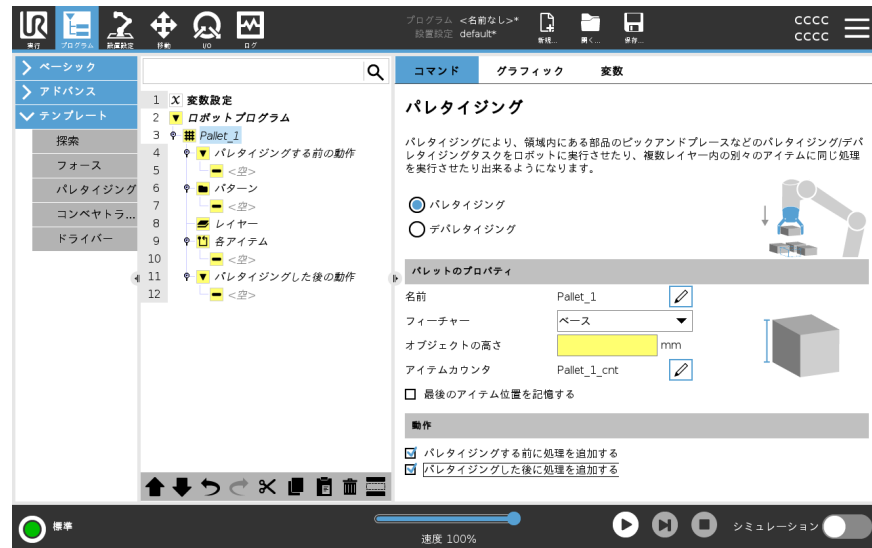 UR
実行
プログラム
設置設定
移動
I/O
ログ
プログラム <名前なし>*
設置設定 default*
新規...
開く...
保存...
CCCC
CCCC
ベーシック
アドバンス
テンプレート
探索
フォース
パレタイジング
コンベヤトラ...
ドライバー
1 X 変数設定
2 ロボットプログラム
3 Pallet_1
4 パレタイジングする前の動作
5 <空>
6 パターン
7 <空>
8 レイヤー
9 各アイテム
10 <空>
11 パレタイジングした後の動作
12 <空>
コマンド グラフィック 変数
パレタイジング
パレタイジングにより、領域内にある部品のピックアンドプレースなどのパレタイジング/デパ
レタイジングタスクをロボットに実行させたり、複数レイヤー内の別々のアイテムに同じ処理
を実行させたり出来るようになります。
パレタイジング
デパレタイジング
パレットのプロパティ
名前 Pallet_1
フィーチャー ベース
オブジェクトの高さ mm
アイテムカウンタ Pallet_1_cnt
最後のアイテム位置を記憶する
動作
パレタイジングする前に処理を追加する
パレタイジングした後に処理を追加する
標準
速度 100%
シミュレーション